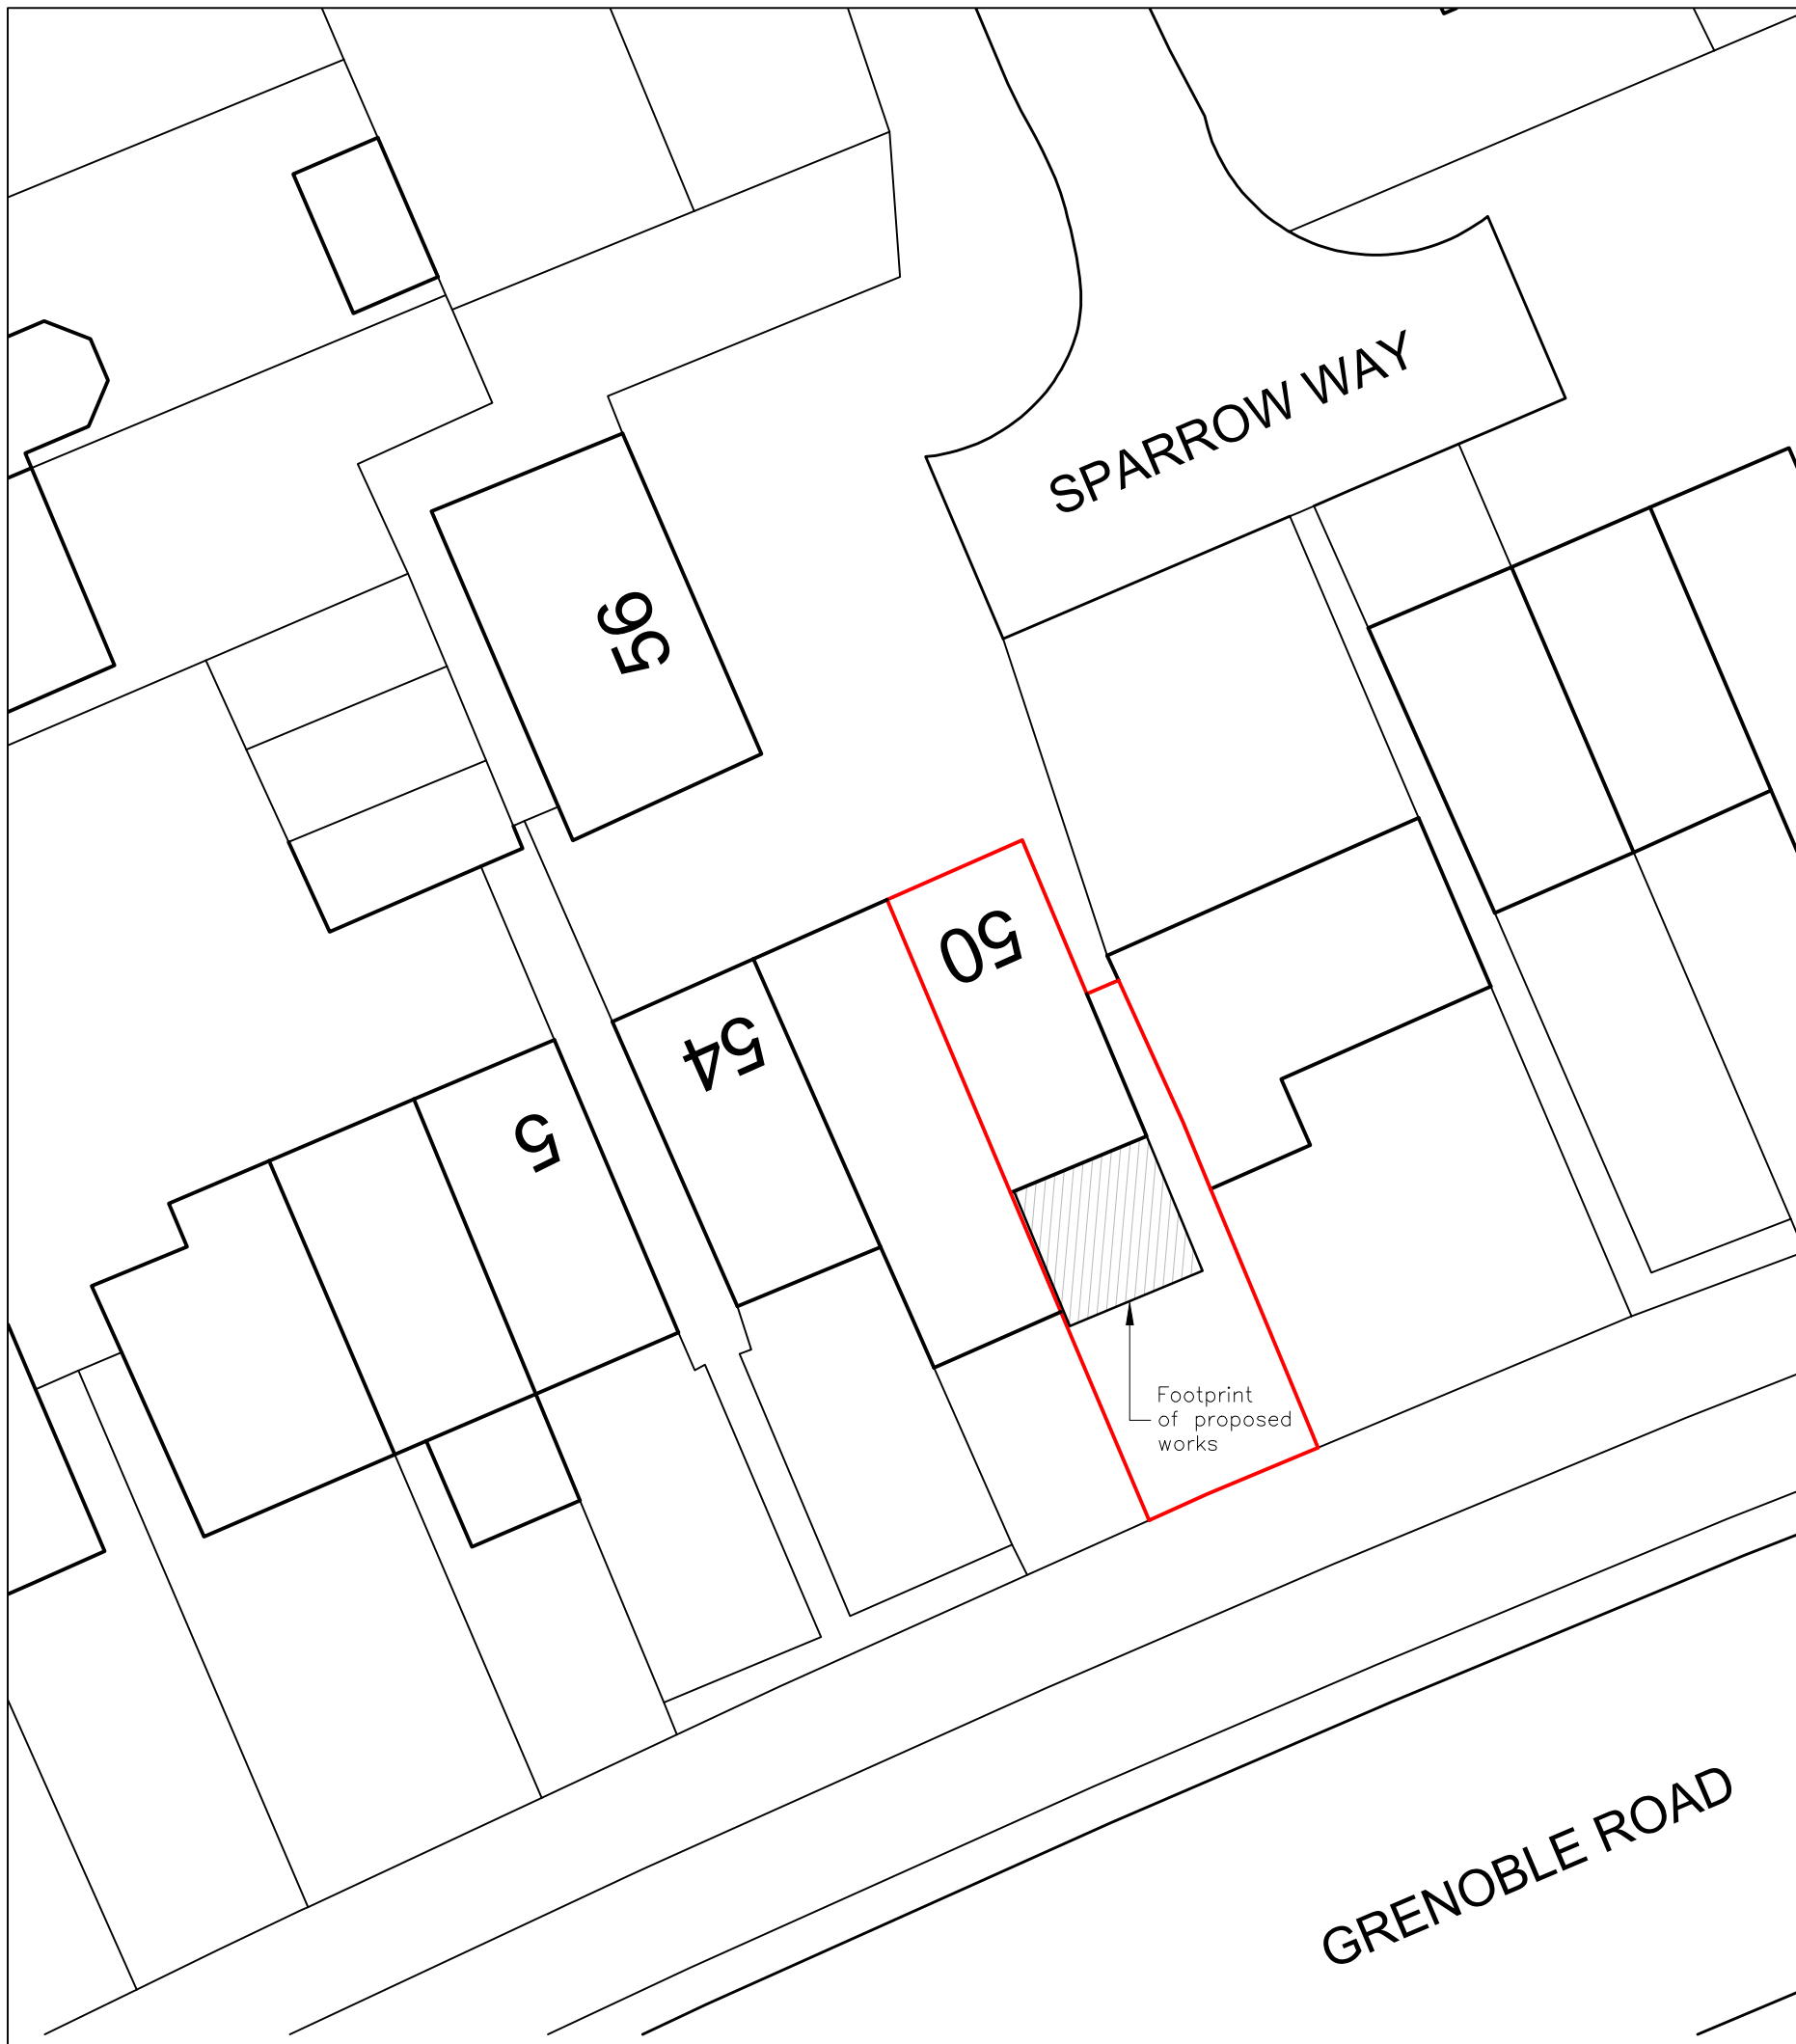 SPARROW WAY
56
50
54
5
Footprint
of proposed
works
GRENOBLE ROAD